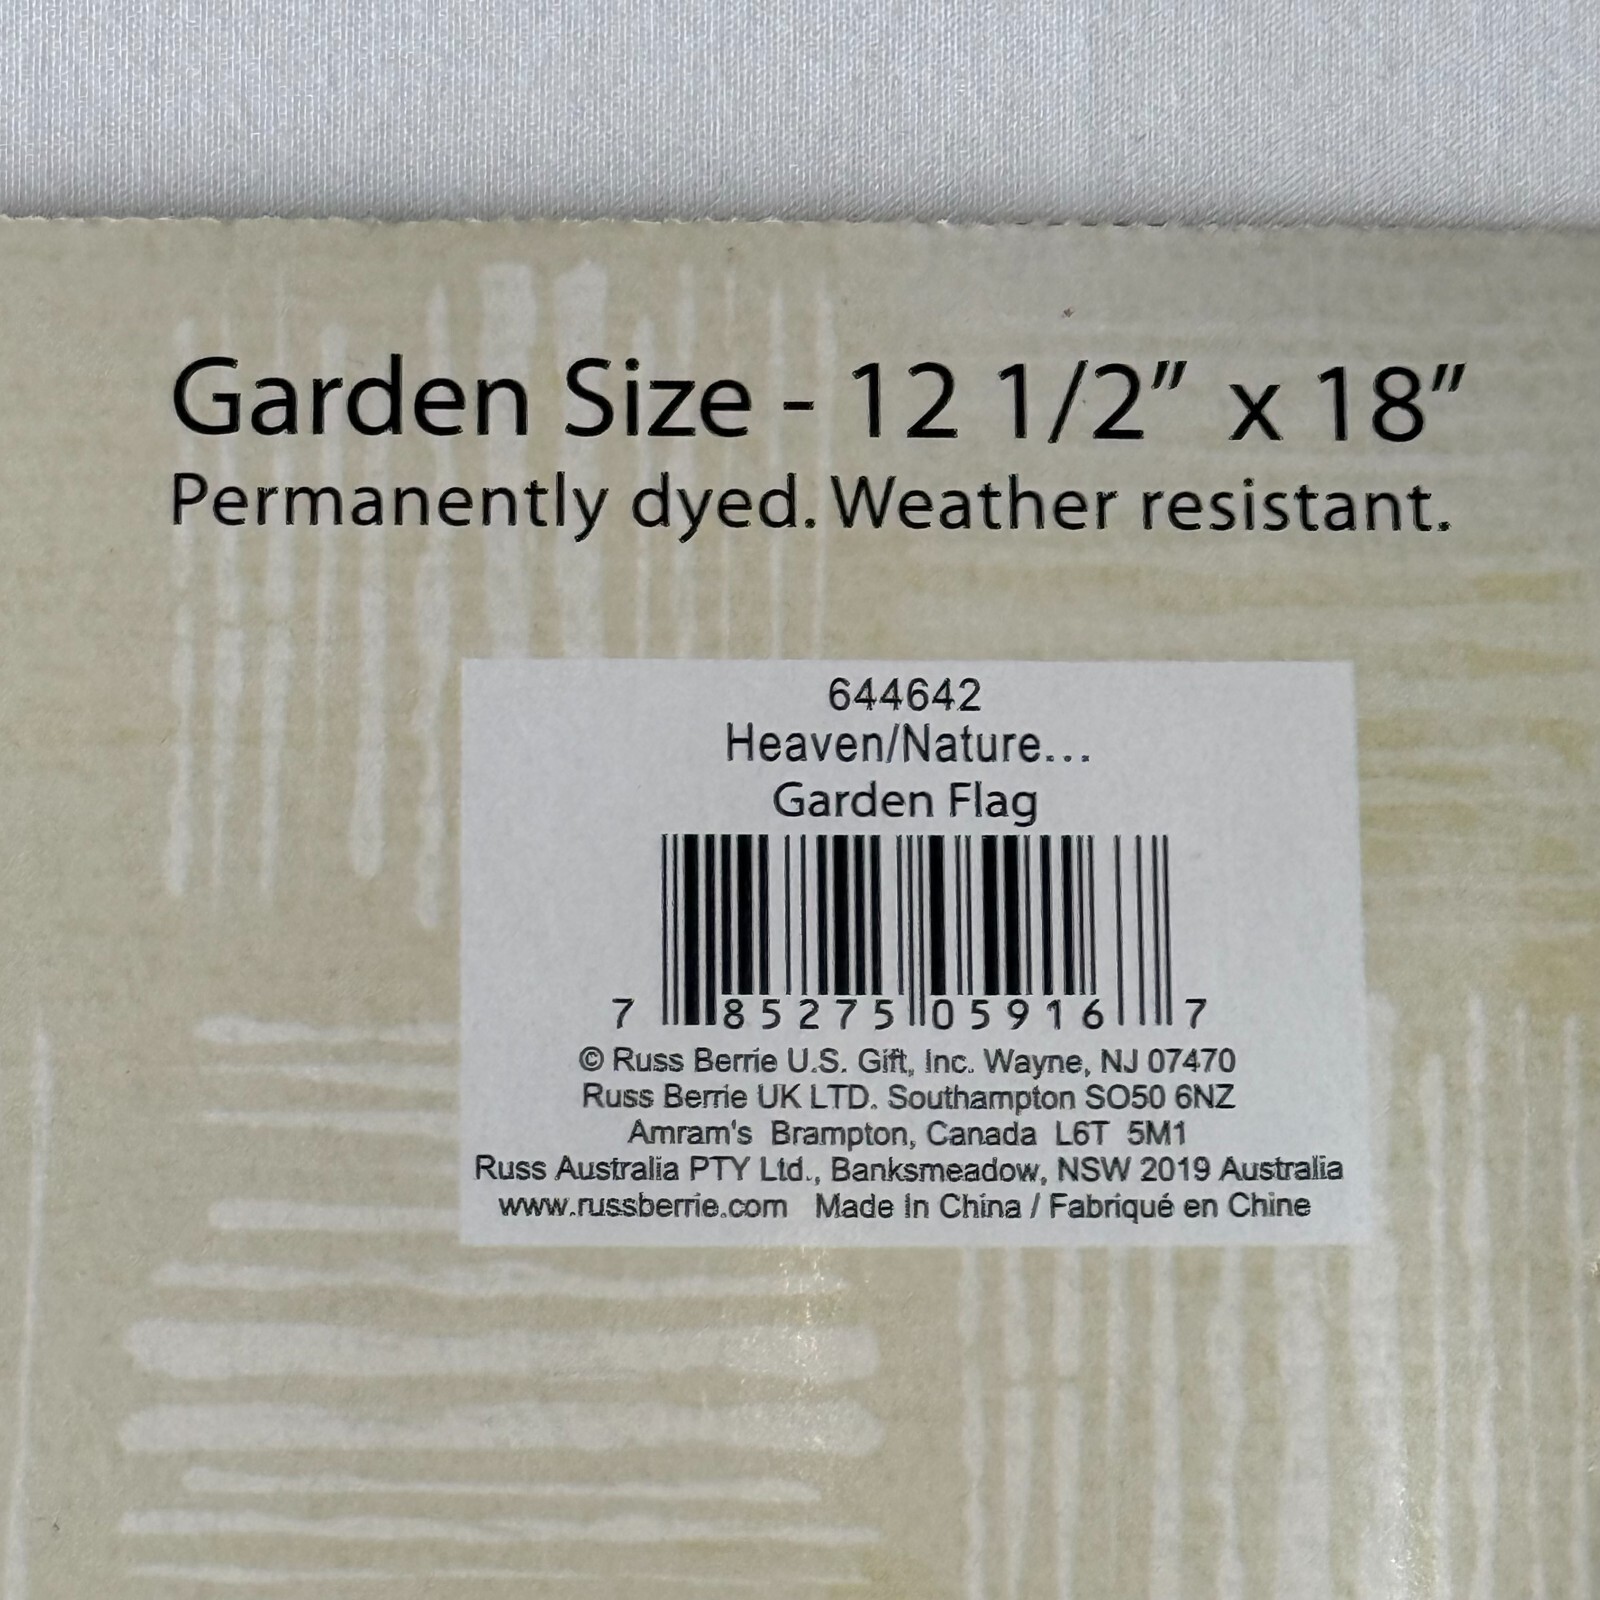 Garden Size - 12 1/2” x 18”
Permanently dyed. Weather resistant.
644642
Heaven/Nature...
Garden Flag
7 85275 05916 7
© Russ Berrie U.S. Gift, Inc. Wayne, NJ 07470
Russ Berrie UK LTD. Southampton SO50 6NZ
Amram's Brampton, Canada L6T 5M1
Russ Australia PTY Ltd., Banksmeadow, NSW 2019 Australia
www.russberrie.com Made In China / Fabriqué en Chine